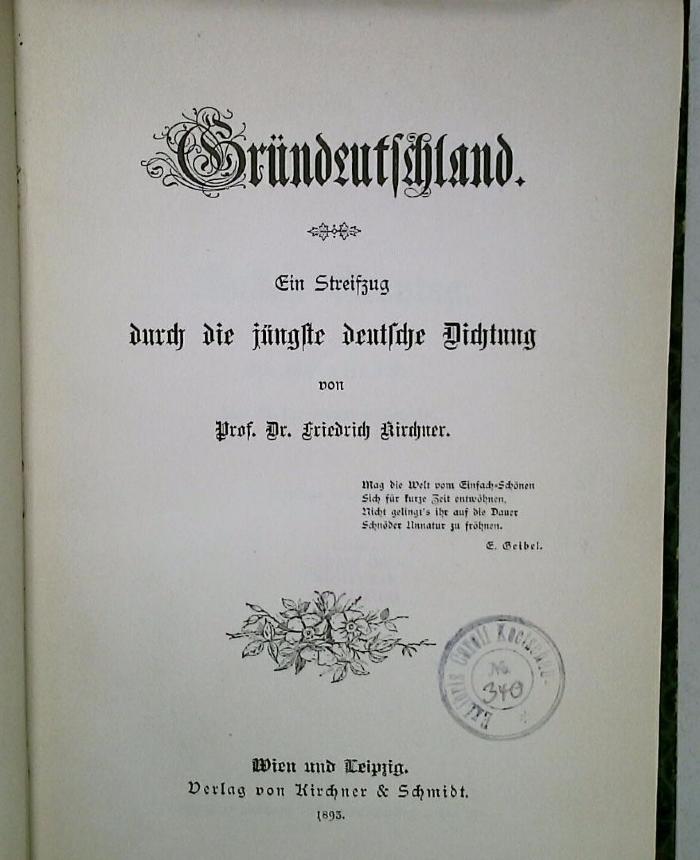 Gründeutschland.
Ein Streifzug
durch die jüngste deutsche Dichtung
von
Prof. Dr. Friedrich Kirchner.
Mag die Welt vom Einfach-Schönen
Sich für kurze Zeit entwöhnen,
Nicht gelingt's ihr auf die Dauer
Schnöder Unnatur zu fröhnen.
E. Geibel.
Exlibris Caroli
No.
340
Wien und Leipzig.
Verlag von Kirchner & Schmidt.
1893.